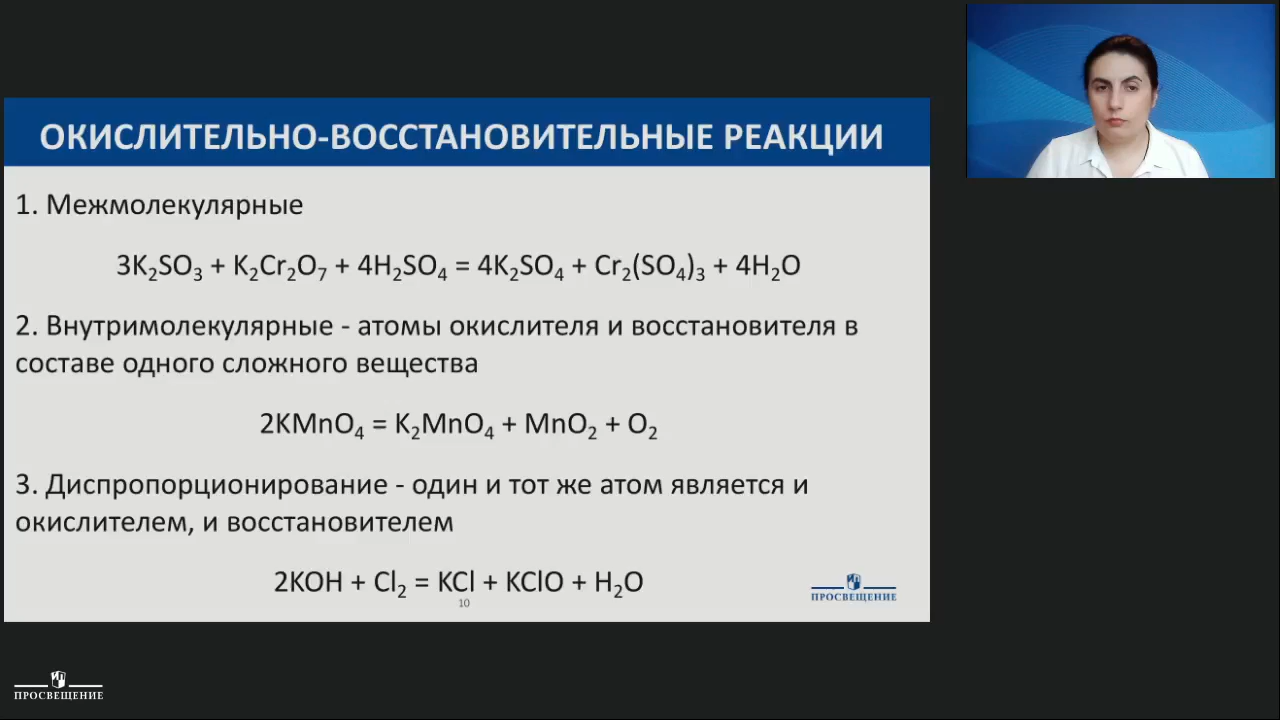 ОКИСЛИТЕЛЬНО-ВОССТАНОВИТЕЛЬНЫЕ РЕАКЦИИ
1. Межмолекулярные
3K₂SO₃ + K₂Cr₂O₇ + 4H₂SO₄ = 4K₂SO₄ + Cr₂(SO₄)₃ + 4H₂O
2. Внутримолекулярные - атомы окислителя и восстановителя в
составе одного сложного вещества
2KMnO₄ = K₂MnO₄ + MnO₂ + O₂
3. Диспропорционирование - один и тот же атом является и
окислителем, и восстановителем
2KOH + Cl₂ = KCl + KClO + H₂O
10
ПРОСВЕЩЕНИЕ
ПРОСВЕЩЕНИЕ